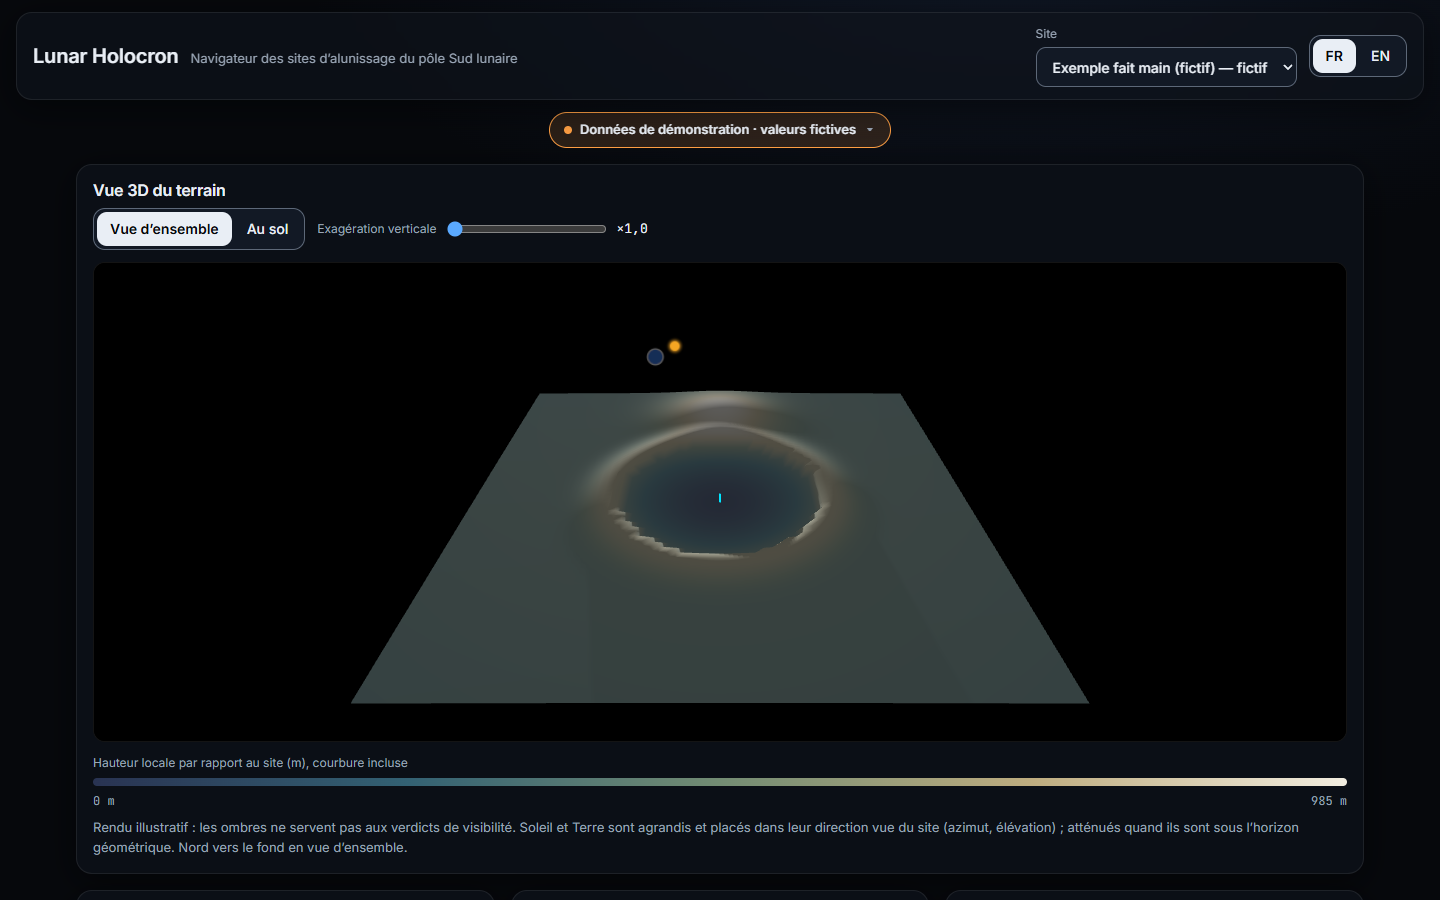 Lunar Holocron
Navigateur des sites d’alunissage du pôle Sud lunaire
Site
Exemple fait main (fictif) — fictif
FR
EN
Données de démonstration · valeurs fictives
Vue 3D du terrain
Vue d’ensemble
Au sol
Exagération verticale
×1,0
Hauteur locale par rapport au site (m), courbure incluse
0 m
985 m
Rendu illustratif : les ombres ne servent pas aux verdicts de visibilité. Soleil et Terre sont agrandis et placés dans leur direction vue du site (azimut, élévation) ; atténués quand ils sont sous l’horizon
géométrique. Nord vers le fond en vue d’ensemble.